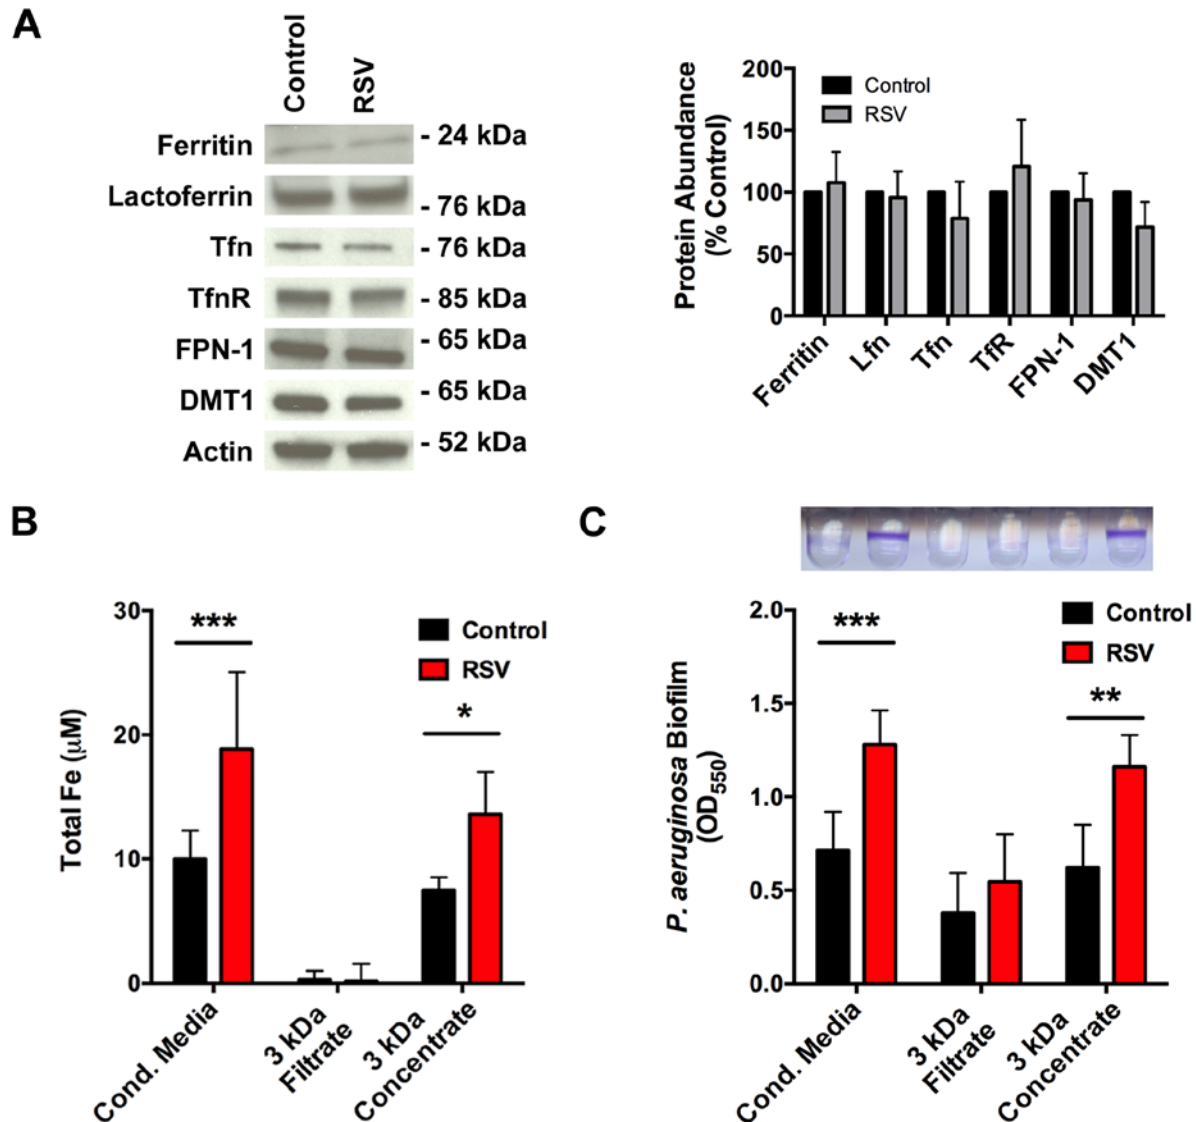 A
Control
RSV
Ferritin
- 24 kDa
Lactoferrin
- 76 kDa
Tfn
- 76 kDa
TfnR
- 85 kDa
FPN-1
- 65 kDa
DMT1
- 65 kDa
Actin
- 52 kDa
Protein Abundance
(% Control)
200
150
100
50
0
Control
RSV
Ferritin
Lfn
Tfn
TfR
FPN-1
DMT1
B
Total Fe (μM)
30
20
10
0
***
*
Control
RSV
Cond. Media
3 kDa
Filtrate
3 kDa
Concentrate
C
P. aeruginosa Biofilm
(OD550)
2.0
1.5
1.0
0.5
0.0
***
**
Control
RSV
Cond. Media
3 kDa
Filtrate
3 kDa
Concentrate